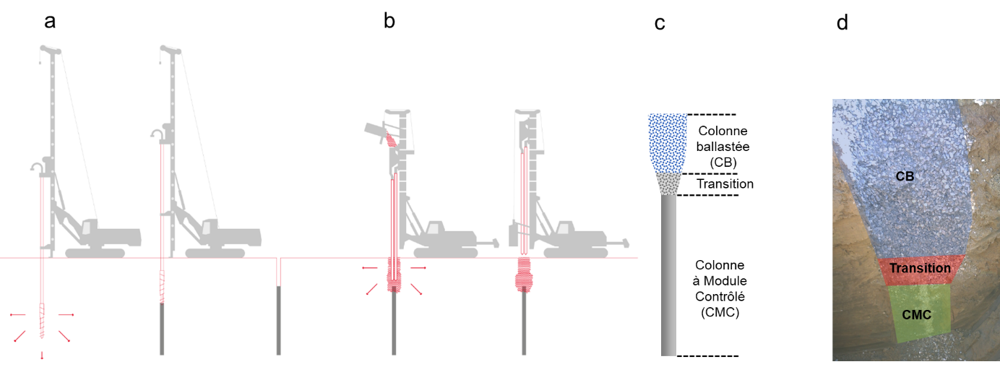 a
b
c
d
Colonne
ballastée
(CB)
Transition
Colonne
à Module
Contrôlé
(CMC)
CB
Transition
CMC